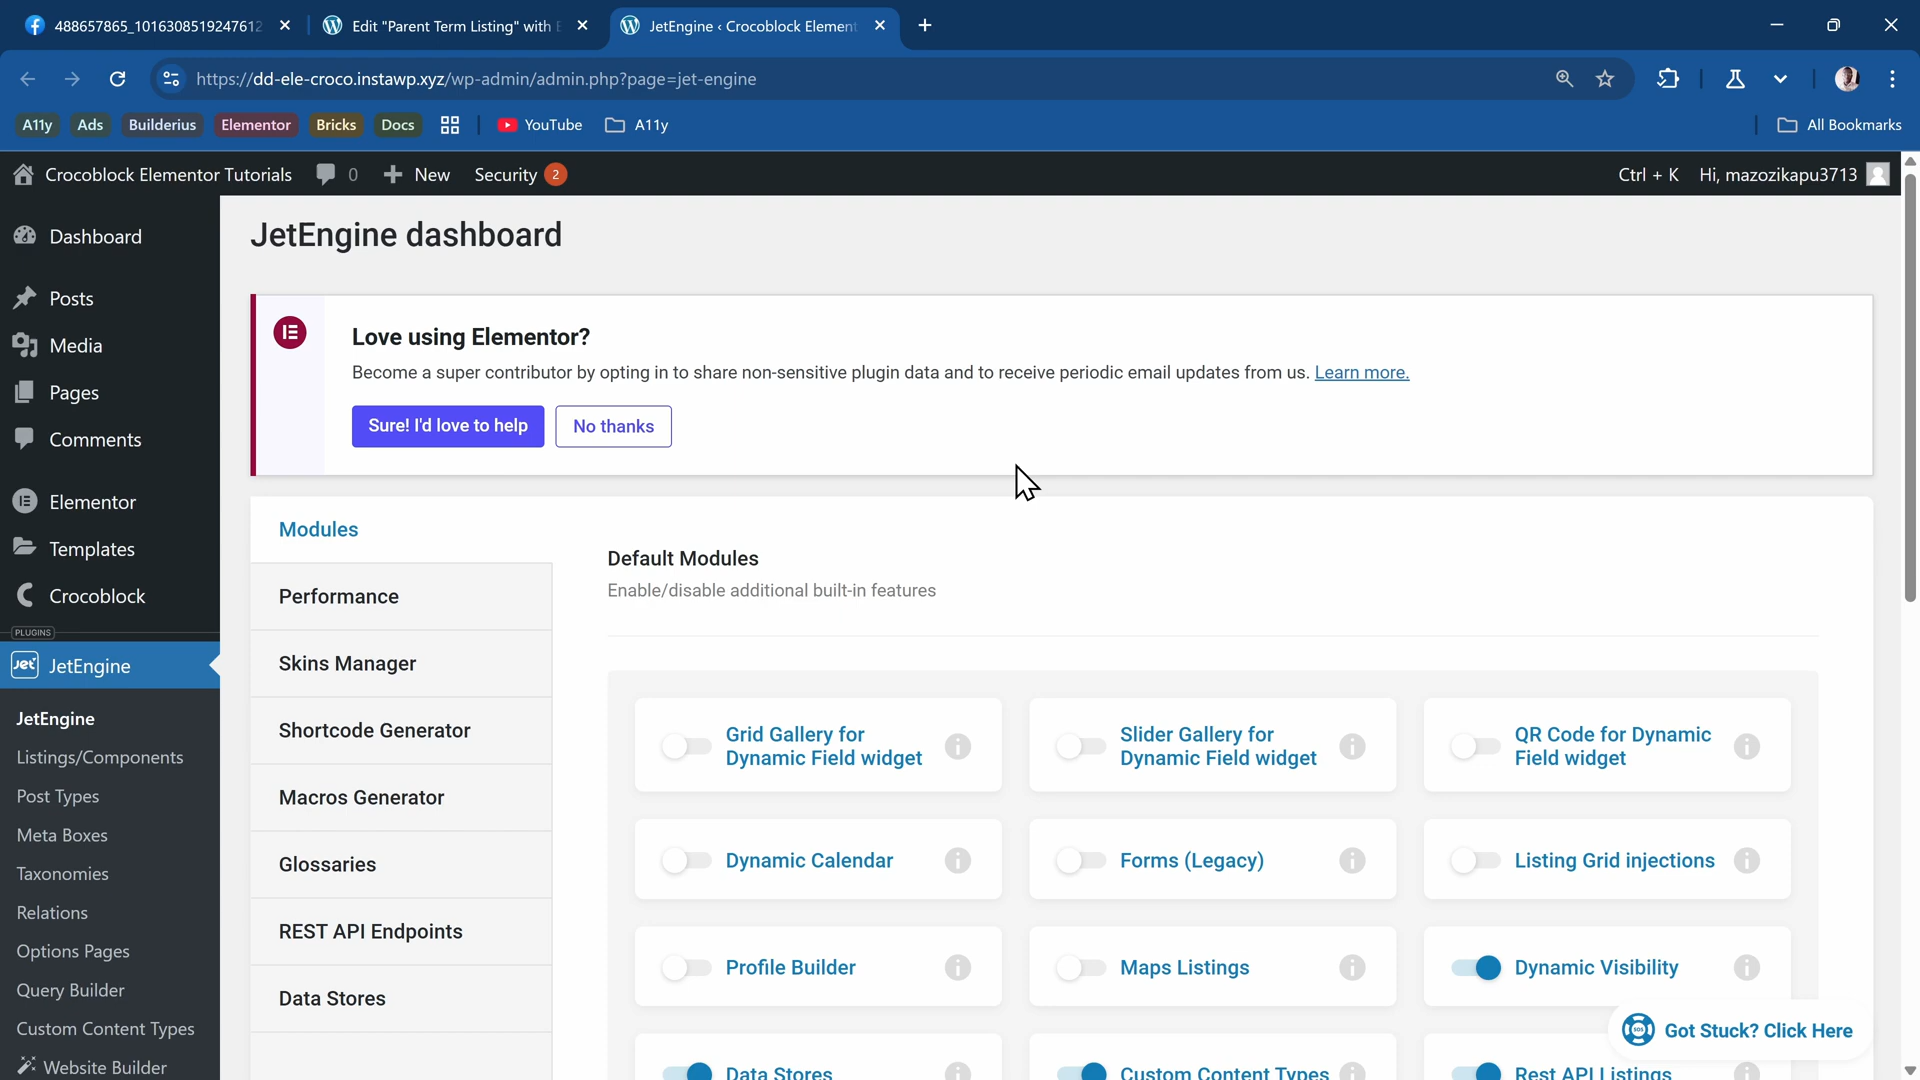 488657865_1016308519247612
Edit "Parent Term Listing" with E
JetEngine ‹ Crocoblock Element
https://dd-ele-croco.instawp.xyz/wp-admin/admin.php?page=jet-engine
A11y
Ads
Builderius
Elementor
Bricks
Docs
YouTube
A11y
All Bookmarks
Crocoblock Elementor Tutorials
0
New
Security 2
Ctrl + K
Hi, mazozikapu3713
Dashboard
Posts
Media
Pages
Comments
Elementor
Templates
Crocoblock
PLUGINS
JetEngine
JetEngine
Listings/Components
Post Types
Meta Boxes
Taxonomies
Relations
Options Pages
Query Builder
Custom Content Types
Website Builder
JetEngine dashboard
Love using Elementor?
Become a super contributor by opting in to share non-sensitive plugin data and to receive periodic email updates from us. Learn more.
Sure! I'd love to help
No thanks
Modules
Performance
Skins Manager
Shortcode Generator
Macros Generator
Glossaries
REST API Endpoints
Data Stores
Default Modules
Enable/disable additional built-in features
Grid Gallery for
Dynamic Field widget
Slider Gallery for
Dynamic Field widget
QR Code for Dynamic
Field widget
Dynamic Calendar
Forms (Legacy)
Listing Grid injections
Profile Builder
Maps Listings
Dynamic Visibility
Data Stores
Custom Content Types
Rest API Listings
Got Stuck? Click Here